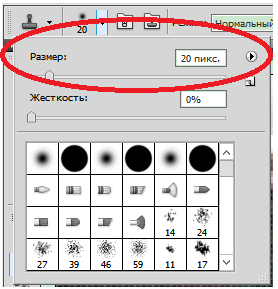 20 Нормальный
Размер: 20 пикс.
Жесткость: 0%
14 24
27 39 46 59 11 17